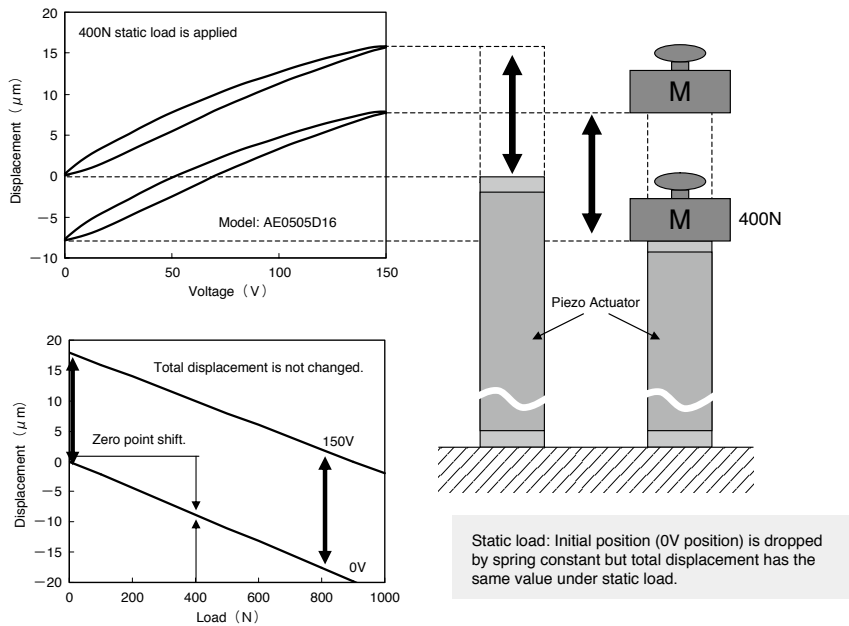 20
400N static load is applied
15
10
5
0
−5
−10
Displacement（μm）
Model: AE0505D16
0 50 100 150
Voltage（V）
M
M
400N
Piezo Actuator
20
15
10
5
0
−5
−10
−15
−20
Displacement（μm）
Total displacement is not changed.
Zero point shift.
150V
0V
0 200 400 600 800 1000
Load（N）
Static load: Initial position (0V position) is dropped
by spring constant but total displacement has the
same value under static load.